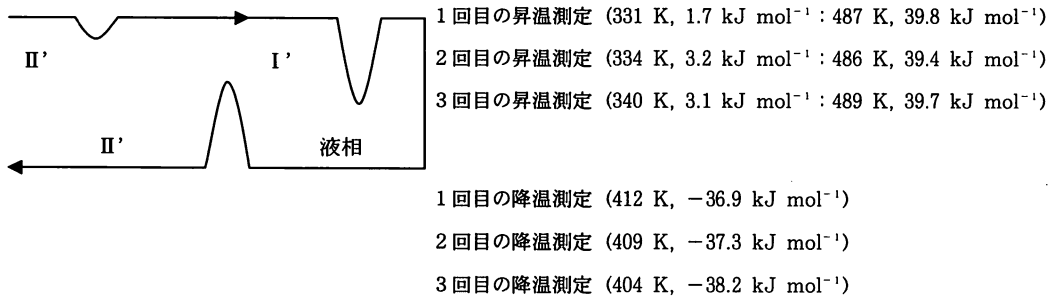 II' I' 1回目の昇温測定 (331 K, 1.7 kJ mol⁻¹：487 K, 39.8 kJ mol⁻¹)
2回目の昇温測定 (334 K, 3.2 kJ mol⁻¹：486 K, 39.4 kJ mol⁻¹)
3回目の昇温測定 (340 K, 3.1 kJ mol⁻¹：489 K, 39.7 kJ mol⁻¹)
II' 液相
1回目の降温測定 (412 K, −36.9 kJ mol⁻¹)
2回目の降温測定 (409 K, −37.3 kJ mol⁻¹)
3回目の降温測定 (404 K, −38.2 kJ mol⁻¹)